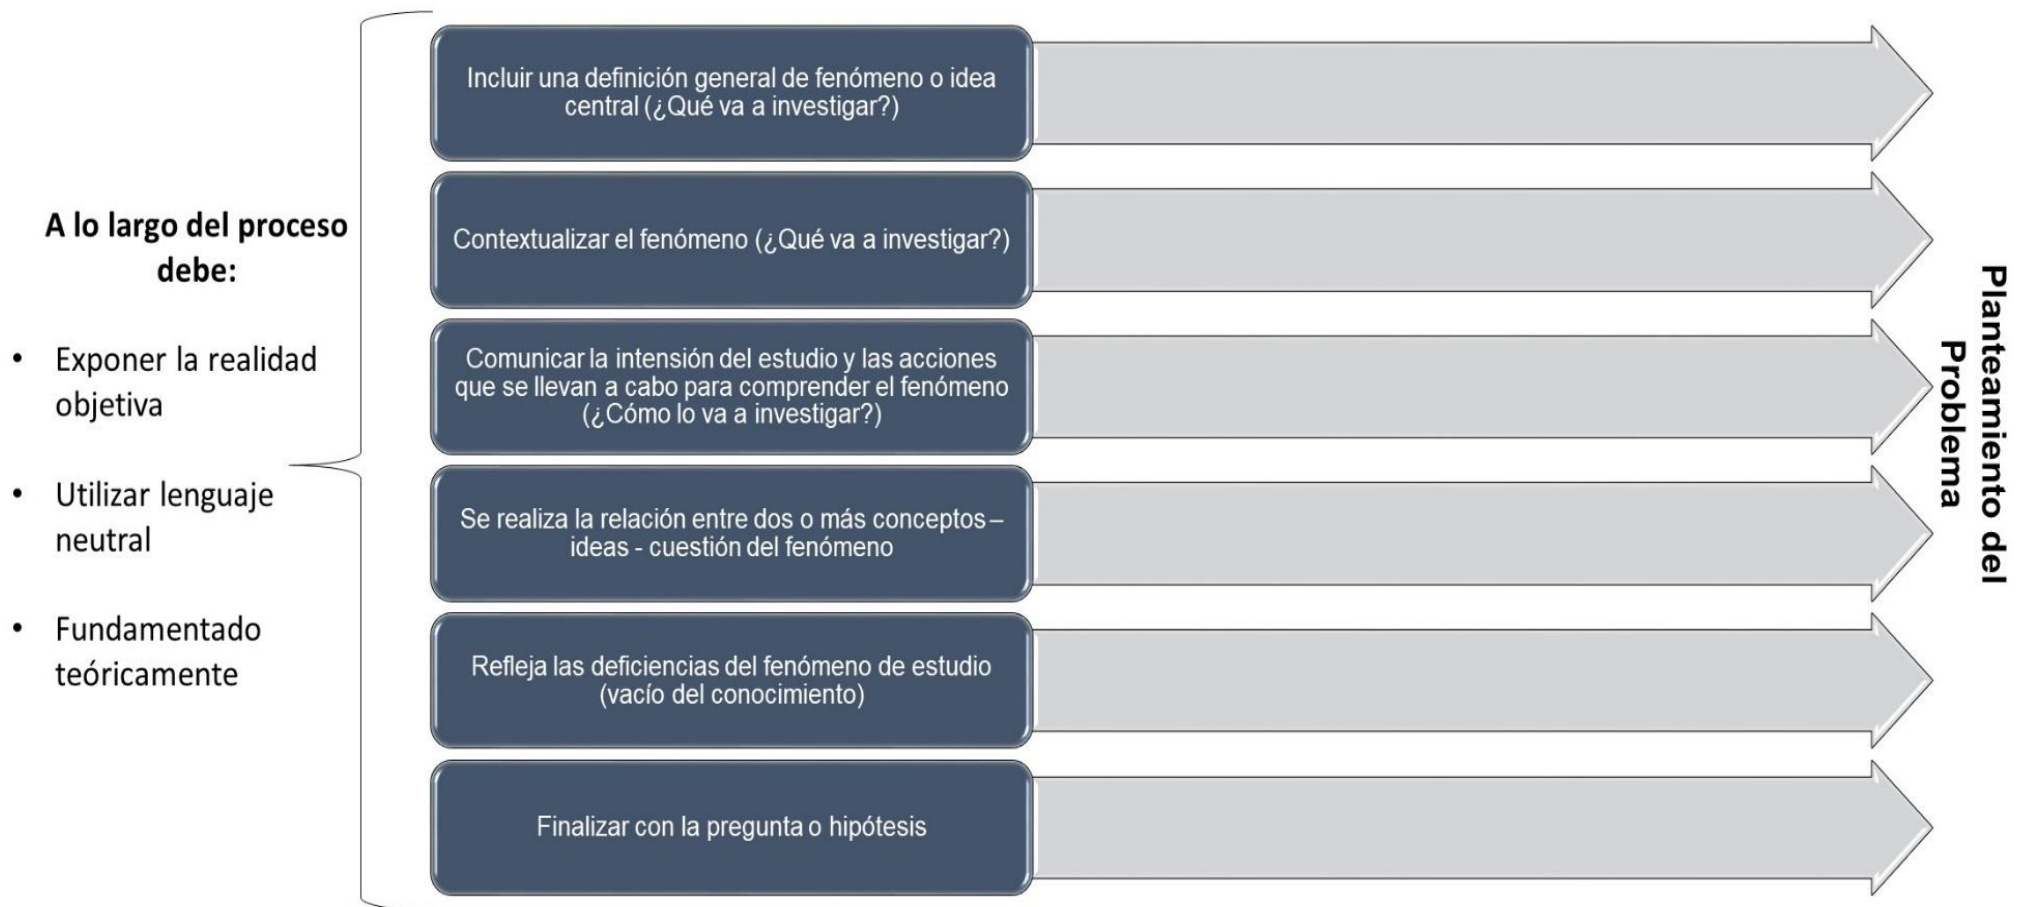 A lo largo del proceso
debe:
• Exponer la realidad
objetiva
• Utilizar lenguaje
neutral
• Fundamentado
teóricamente
Incluir una definición general de fenómeno o idea
central (¿Qué va a investigar?)
Contextualizar el fenómeno (¿Qué va a investigar?)
Comunicar la intensión del estudio y las acciones
que se llevan a cabo para comprender el fenómeno
(¿Cómo lo va a investigar?)
Se realiza la relación entre dos o más conceptos –
ideas - cuestión del fenómeno
Refleja las deficiencias del fenómeno de estudio
(vacío del conocimiento)
Finalizar con la pregunta o hipótesis
Planteamiento del
Problema